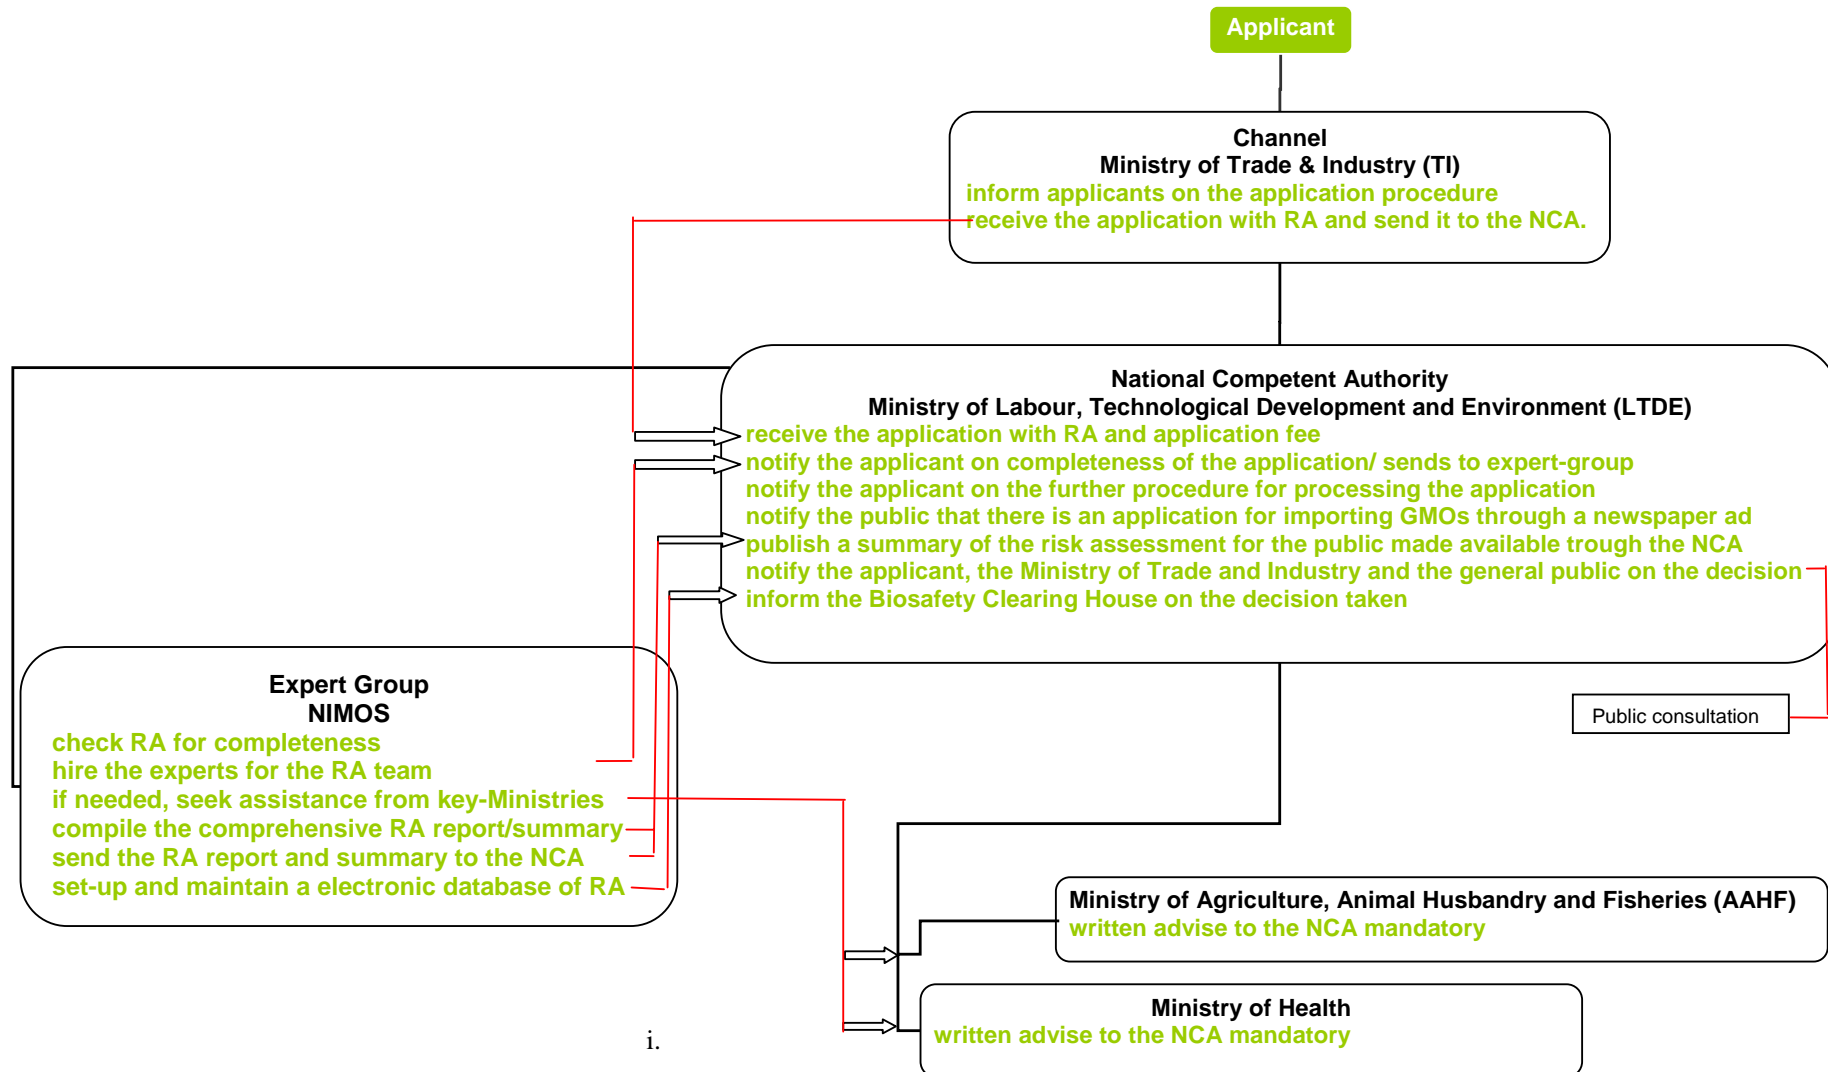 Applicant
Channel
Ministry of Trade & Industry (TI)
inform applicants on the application procedure
receive the application with RA and send it to the NCA.
National Competent Authority
Ministry of Labour, Technological Development and Environment (LTDE)
receive the application with RA and application fee
notify the applicant on completeness of the application/ sends to expert-group
notify the applicant on the further procedure for processing the application
notify the public that there is an application for importing GMOs through a newspaper ad
publish a summary of the risk assessment for the public made available trough the NCA
notify the applicant, the Ministry of Trade and Industry and the general public on the decision
inform the Biosafety Clearing House on the decision taken
Expert Group
NIMOS
check RA for completeness
hire the experts for the RA team
if needed, seek assistance from key-Ministries
compile the comprehensive RA report/summary
send the RA report and summary to the NCA
set-up and maintain a electronic database of RA
Public consultation
Ministry of Agriculture, Animal Husbandry and Fisheries (AAHF)
written advise to the NCA mandatory
Ministry of Health
written advise to the NCA mandatory
i.